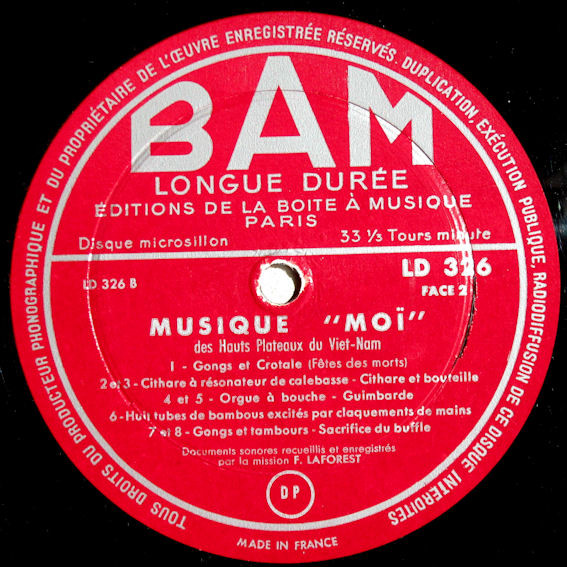 TOUS DROITS DU PRODUCTEUR PHONOGRAPHIQUE ET DU PROPRIÉTAIRE DE L'ŒUVRE ENREGISTRÉE RÉSERVÉS. DUPLICATION, EXÉCUTION PUBLIQUE, RADIODIFFUSION DE CE DISQUE INTERDITES
BAM
LONGUE DURÉE
EDITIONS DE LA BOITE À MUSIQUE
PARIS
Disque microsillon 33 ⅓ Tours minute
LD 326 B LD 326
FACE 2
MUSIQUE "MOÏ"
des Hauts Plateaux du Viet-Nam
1 - Gongs et Crotale (Fêtes des morts)
2 et 3 - Cithare à résonateur de calebasse - Cithare et bouteille
4 et 5 - Orgue à bouche - Guimbarde
6 - Huit tubes de bambous excités par claquements de mains
7 et 8 - Gongs et tambours - Sacrifice du buffle
Documents sonores recueillis et enregistrés
par la mission F. LAFOREST
DP
MADE IN FRANCE